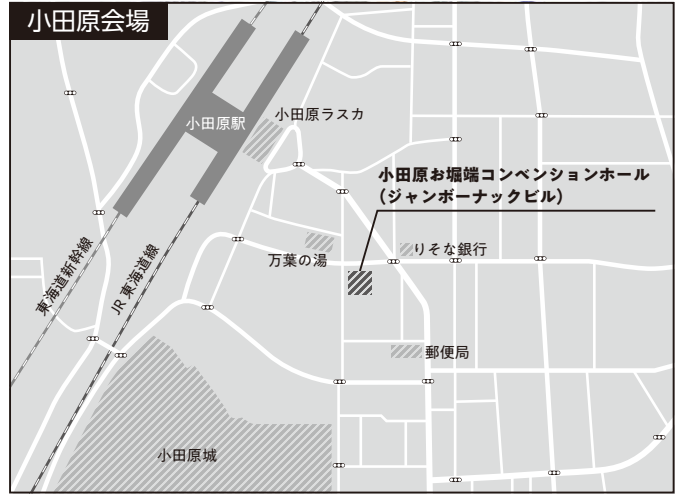 小田原会場
小田原駅
小田原ラスカ
小田原お堀端コンベンションホール
(ジャンボーナックビル)
りそな銀行
万葉の湯
東海道新幹線
JR 東海道線
郵便局
小田原城